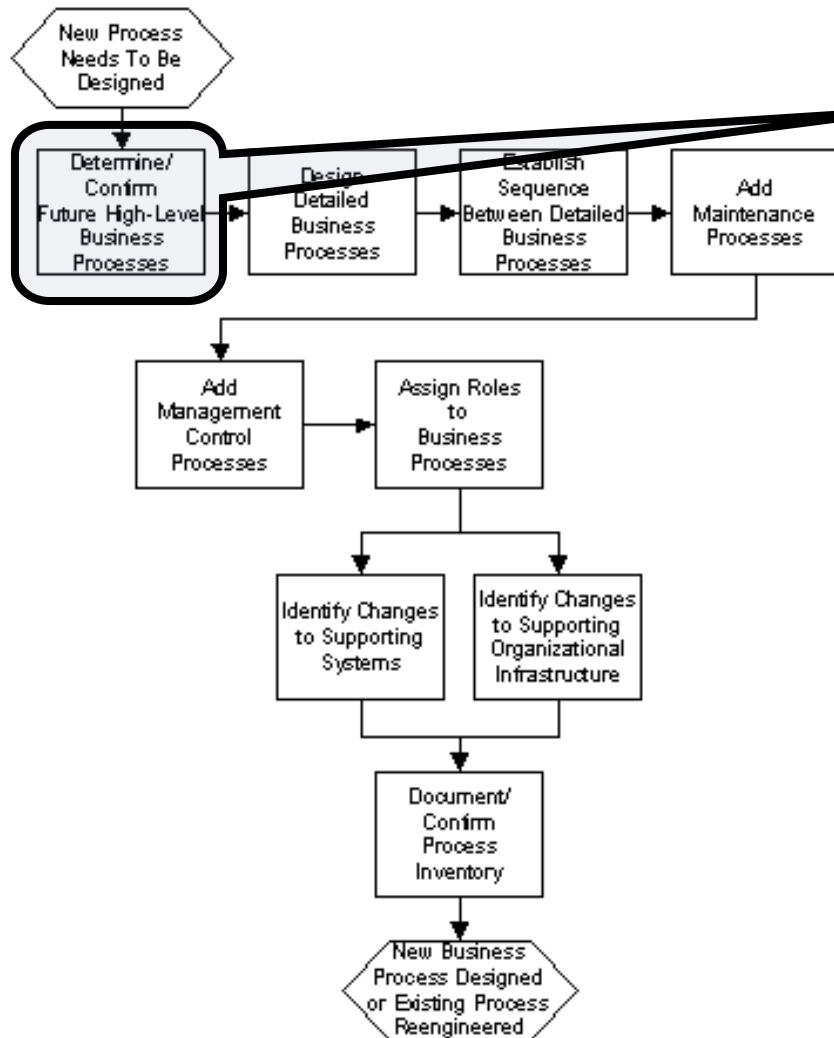 New Process
Needs To Be
Designed
Determine/
Confirm
Future High-Level
Business
Processes
Design
Detailed
Business
Processes
Establish
Sequence
Between Detailed
Business
Processes
Add
Maintenance
Processes
Add
Management
Control
Processes
Assign Roles
to
Business
Processes
Identify Changes
to Supporting
Systems
Identify Changes
to Supporting
Organizational
Infrastructure
Document/
Confirm
Process
Inventory
New Business
Process Designed
or Existing Process
Reengineered